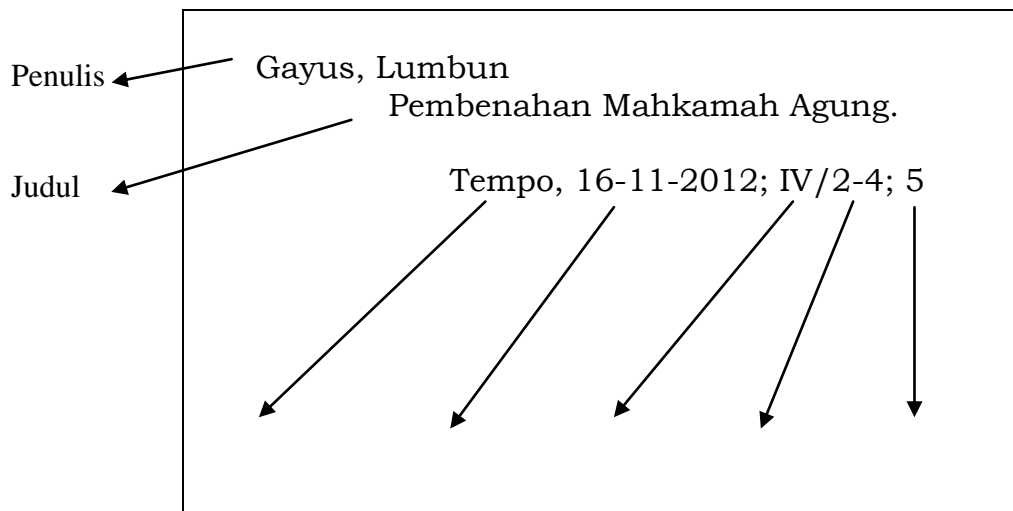 Penulis
Gayus, Lumbun
Pembenahan Mahkamah Agung.
Judul
Tempo, 16-11-2012; IV/2-4; 5